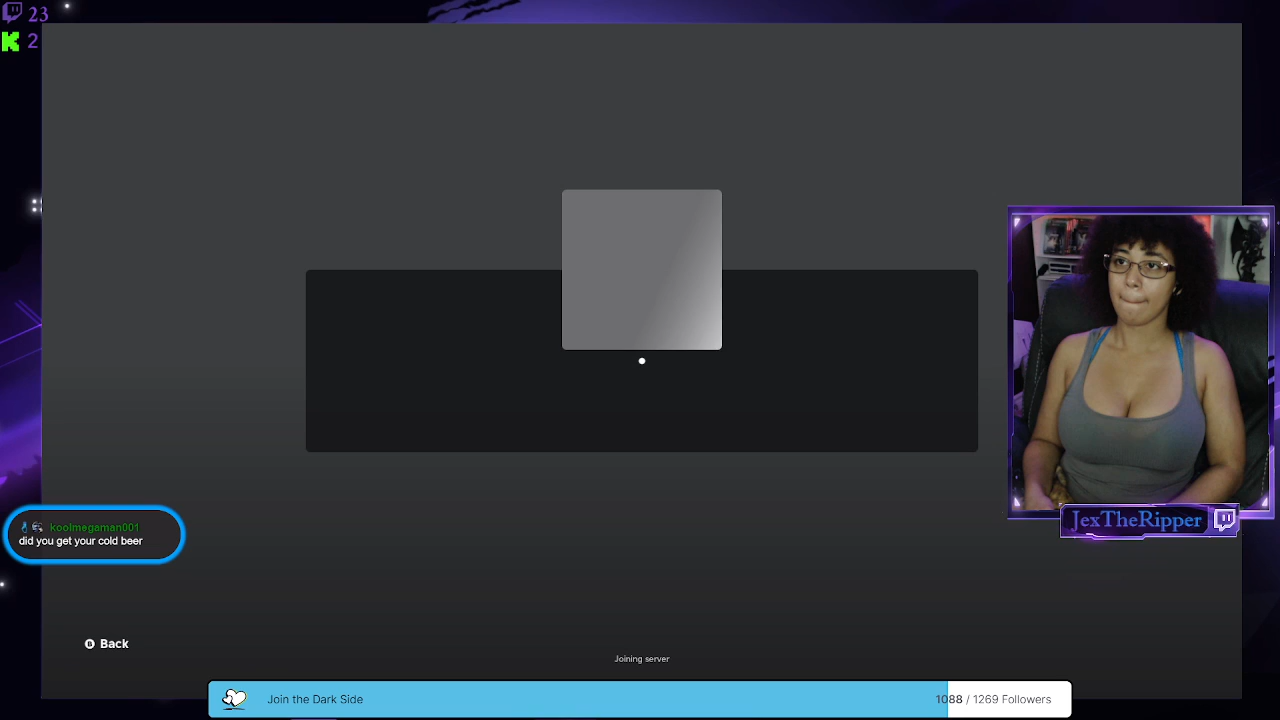 23
2
koolmegaman001
did you get your cold beer
JexTheRipper
B Back
Joining server
Join the Dark Side
1088 / 1269 Followers